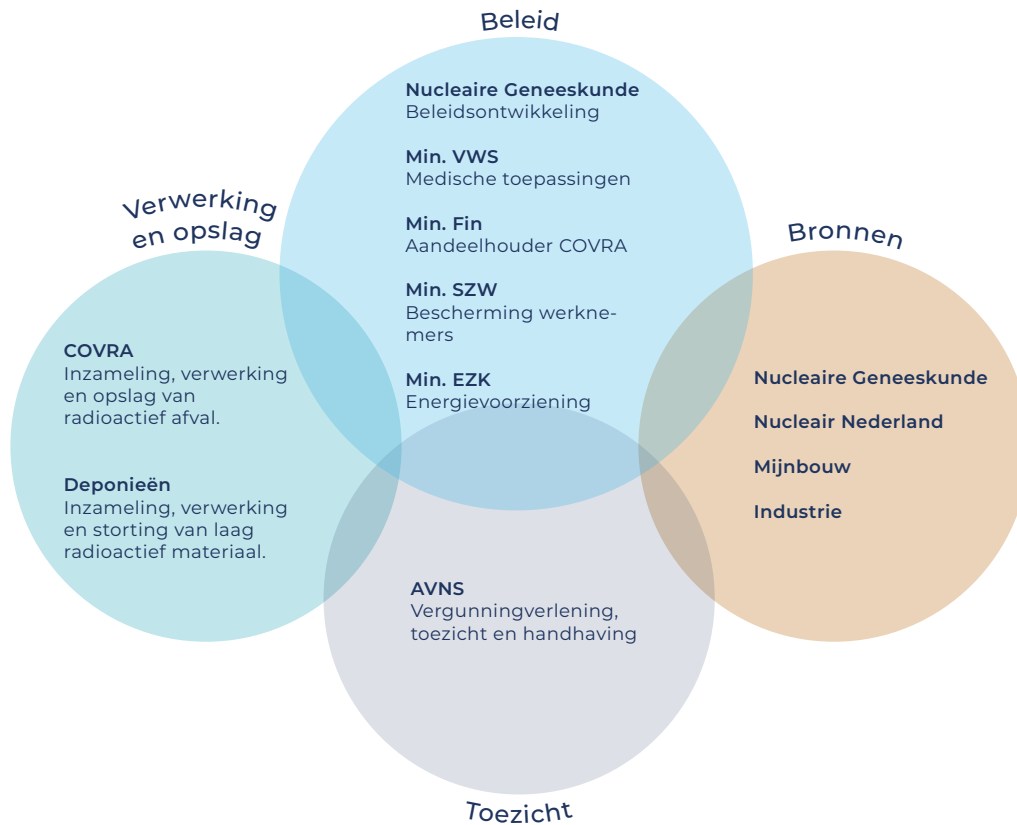 Beleid
Nucleaire Geneeskunde
Beleidsontwikkeling
Min. VWS
Medische toepassingen
Min. Fin
Aandeelhouder COVRA
Min. SZW
Bescherming werkne-
mers
Min. EZK
Energievoorziening
Verwerking
en opslag
COVRA
Inzameling, verwerking
en opslag van
radioactief afval.
Deponieën
Inzameling, verwerking
en storting van laag
radioactief materiaal.
Bronnen
Nucleaire Geneeskunde
Nucleair Nederland
Mijnbouw
Industrie
AVNS
Vergunningverlening,
toezicht en handhaving
Toezicht